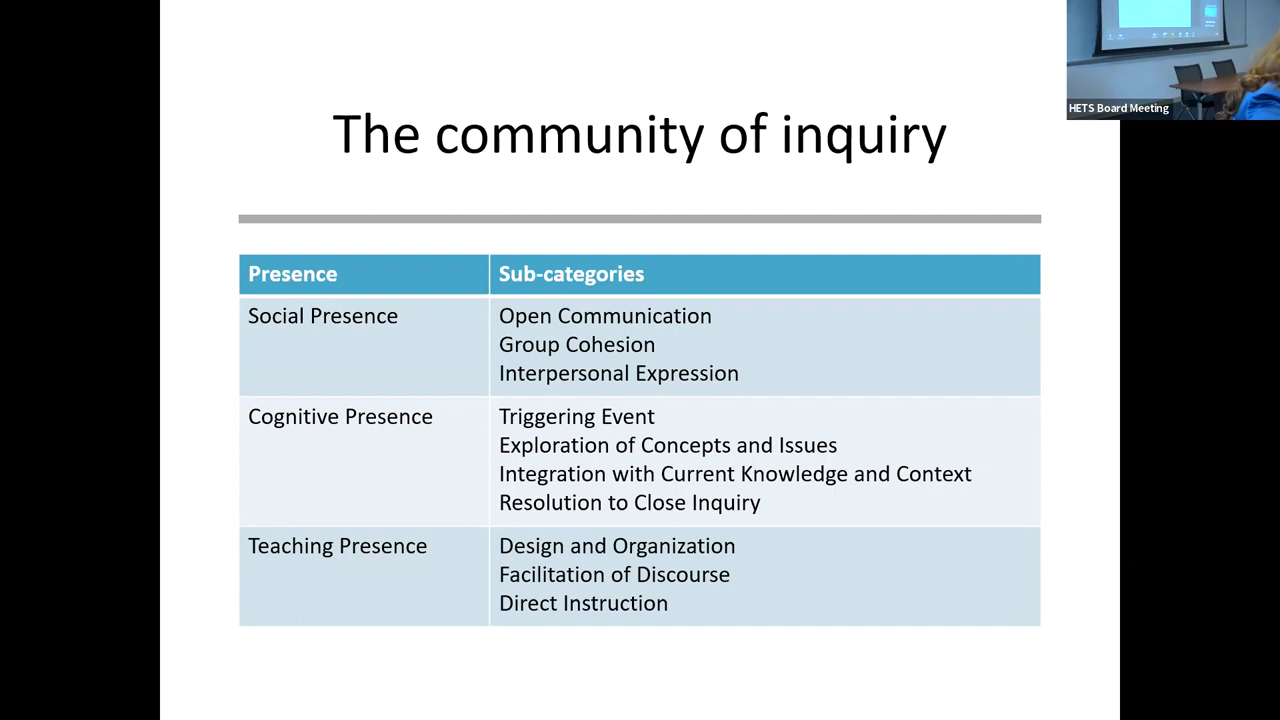 HETS Board Meeting
The community of inquiry
Presence
Sub-categories
Social Presence
Open Communication
Group Cohesion
Interpersonal Expression
Cognitive Presence
Triggering Event
Exploration of Concepts and Issues
Integration with Current Knowledge and Context
Resolution to Close Inquiry
Teaching Presence
Design and Organization
Facilitation of Discourse
Direct Instruction